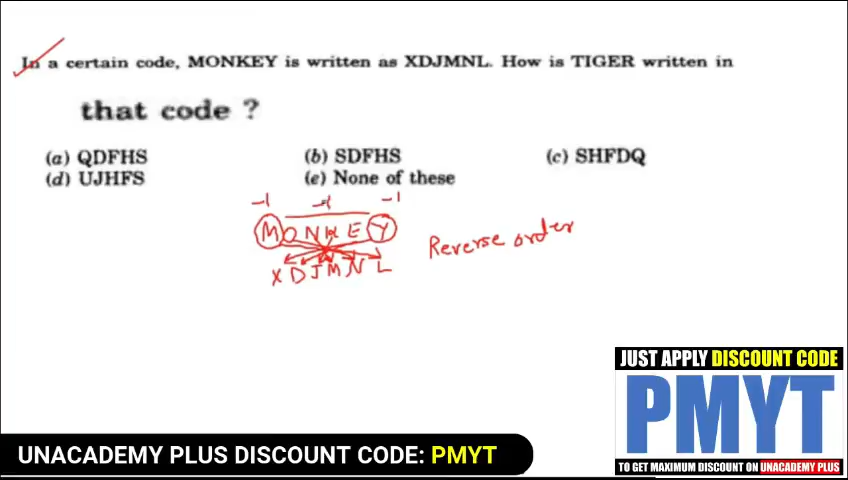 In a certain code, MONKEY is written as XDJMNL. How is TIGER written in
that code ?
(a) QDFHS (b) SDFHS (c) SHFDQ
(d) UJHFS (e) None of these
-1 -1 -1
MONKEY
XDJMNL
Reverse order
JUST APPLY DISCOUNT CODE
PMYT
TO GET MAXIMUM DISCOUNT ON UNACADEMY PLUS
UNACADEMY PLUS DISCOUNT CODE: PMYT